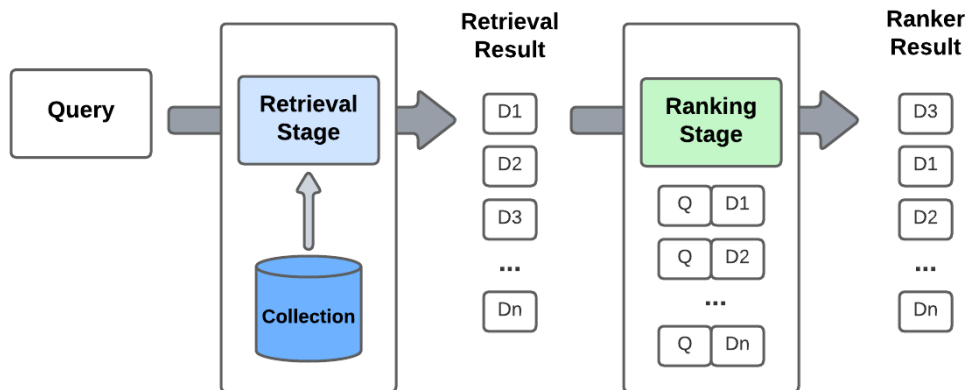 Query
Retrieval
Stage
Collection
Retrieval
Result
D1
D2
D3
...
Dn
Ranking
Stage
Q D1
Q D2
...
Q Dn
Ranker
Result
D3
D1
D2
...
Dn